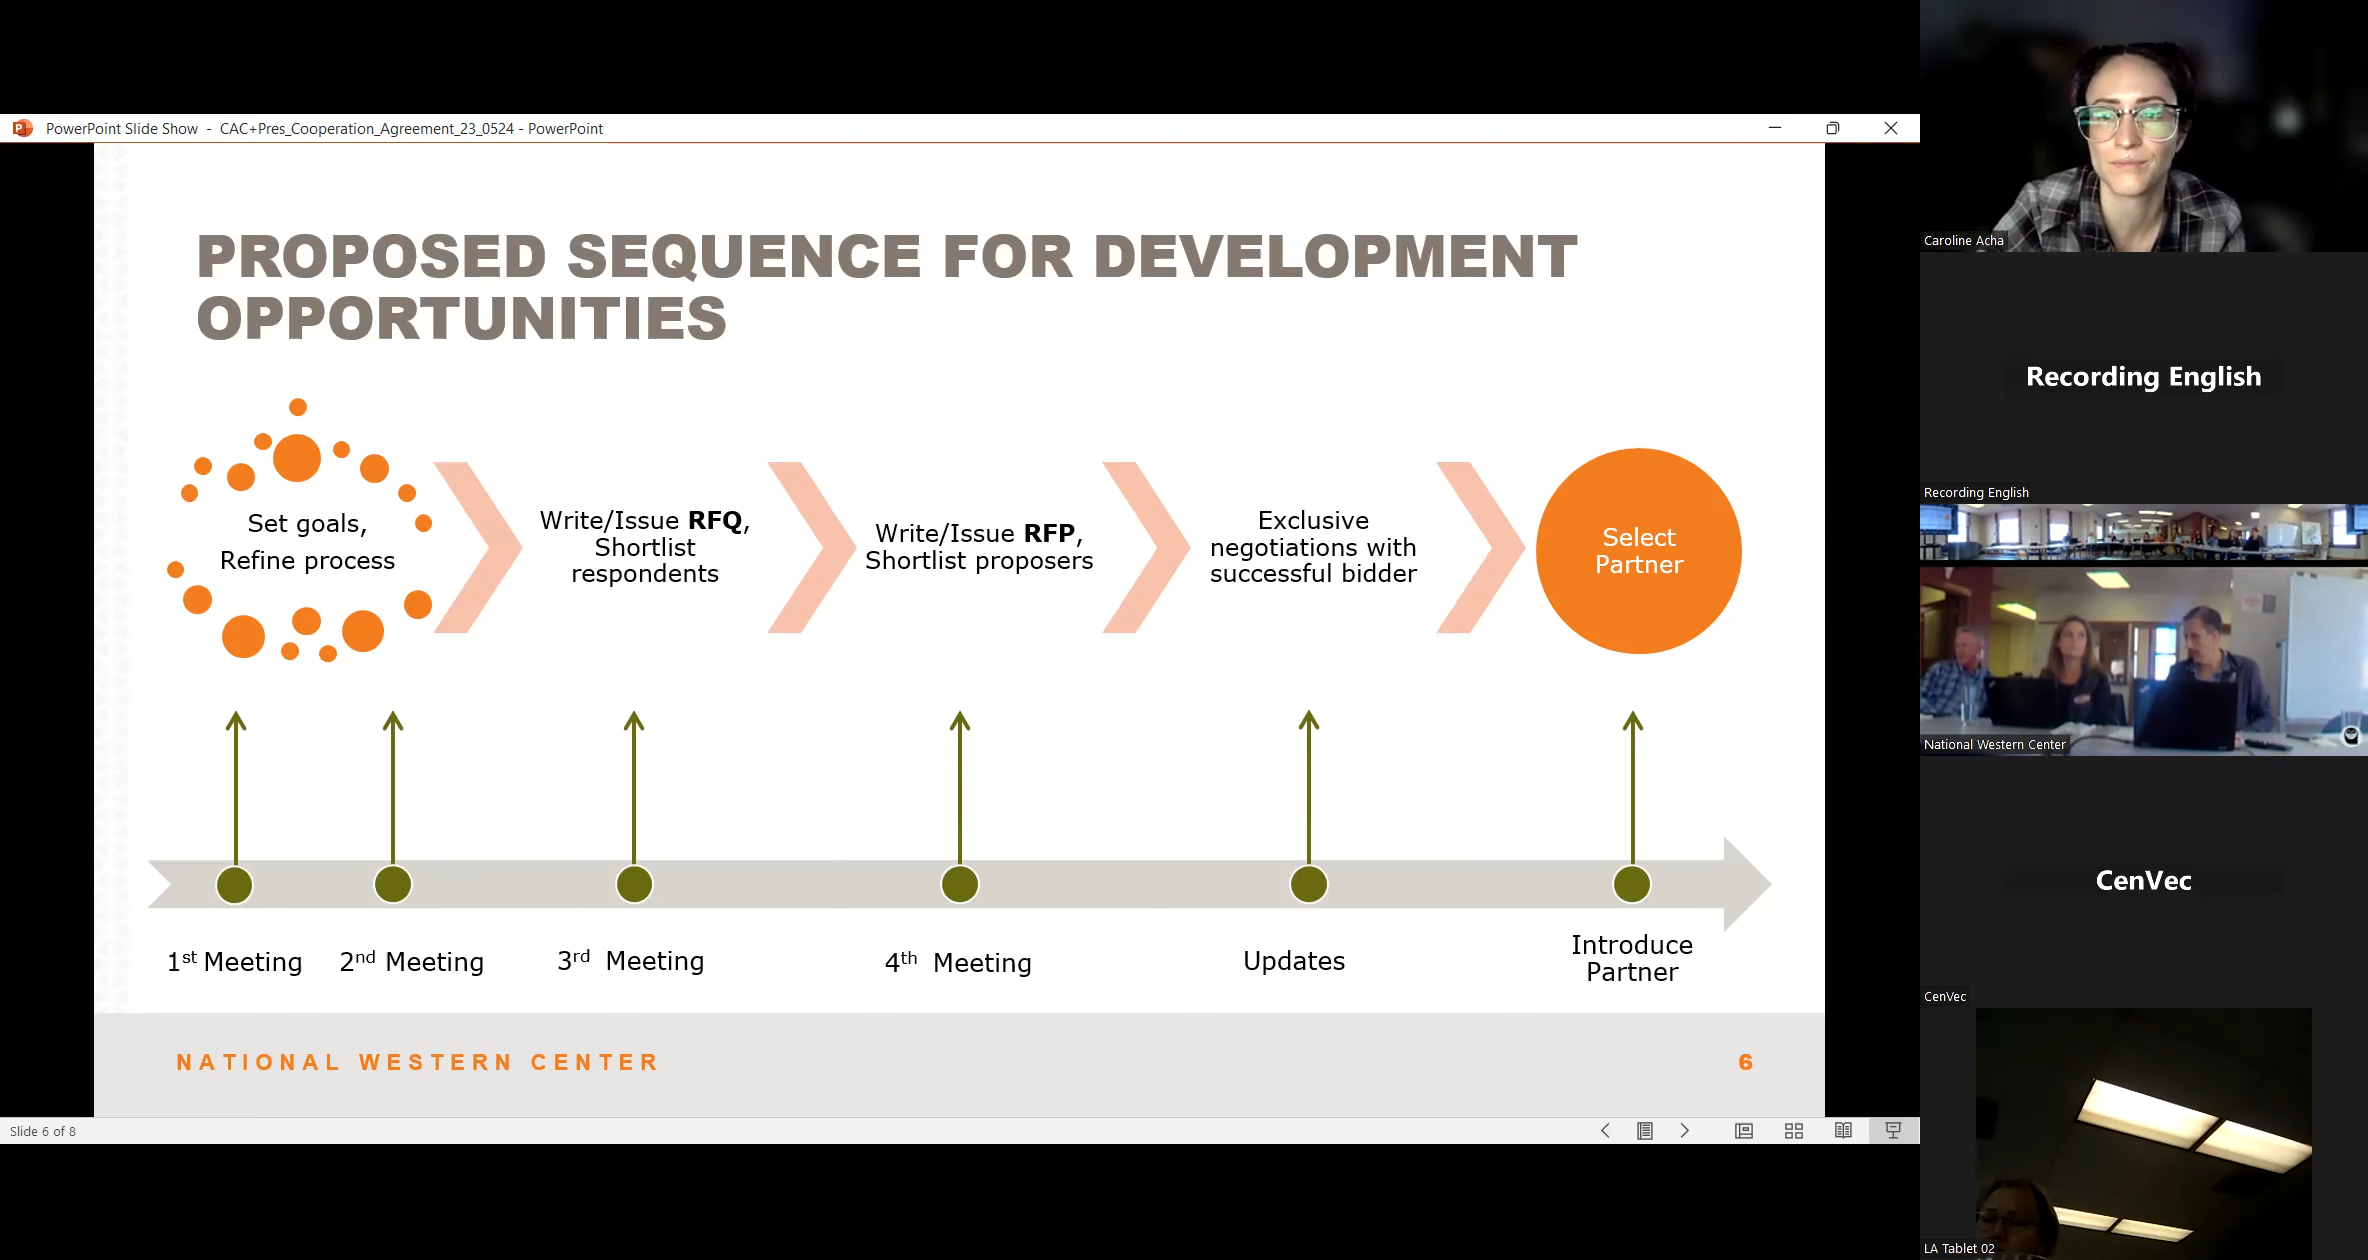 PowerPoint Slide Show - CAC+Pres_Cooperation_Agreement_23_0524 - PowerPoint
PROPOSED SEQUENCE FOR DEVELOPMENT
OPPORTUNITIES
Set goals,
Refine process
Write/Issue RFQ,
Shortlist
respondents
Write/Issue RFP,
Shortlist proposers
Exclusive
negotiations with
successful bidder
Select
Partner
1st Meeting
2nd Meeting
3rd Meeting
4th Meeting
Updates
Introduce
Partner
NATIONAL WESTERN CENTER
6
Slide 6 of 8
Caroline Acha
Recording English
Recording English
National Western Center
CenVec
CenVec
LA Tablet 02